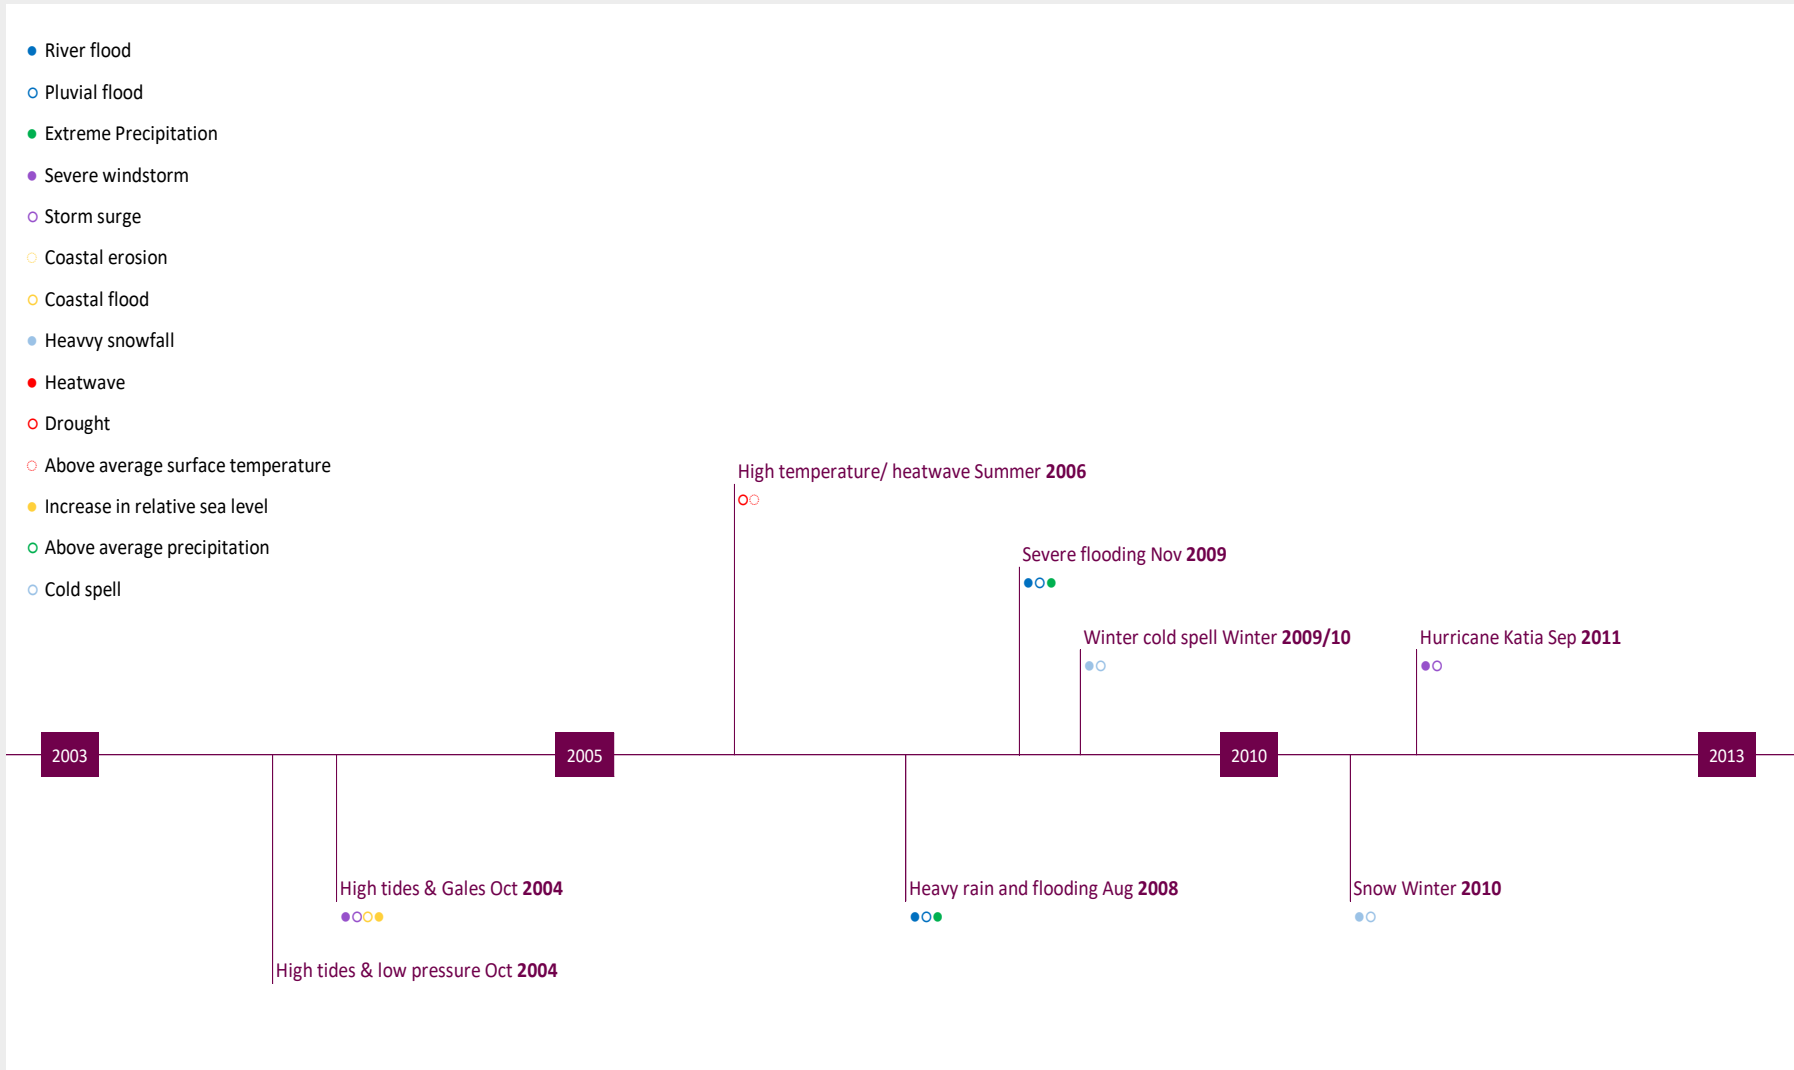 River flood
Pluvial flood
Extreme Precipitation
Severe windstorm
Storm surge
Coastal erosion
Coastal flood
Heavvy snowfall
Heatwave
Drought
Above average surface temperature
Increase in relative sea level
Above average precipitation
Cold spell
High temperature/ heatwave Summer 2006
Severe flooding Nov 2009
Winter cold spell Winter 2009/10
Hurricane Katia Sep 2011
2003
2005
2010
2013
High tides & Gales Oct 2004
Heavy rain and flooding Aug 2008
Snow Winter 2010
High tides & low pressure Oct 2004